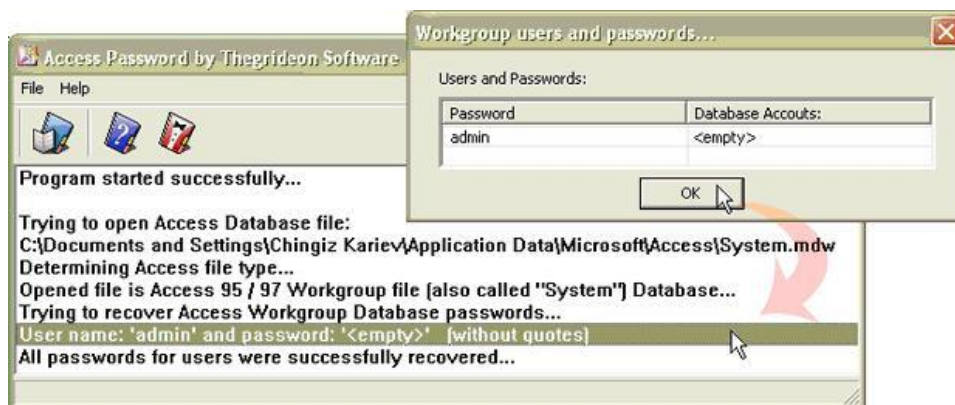 Workgroup users and passwords...
Users and Passwords:
Password Database Accouts:
admin <empty>
OK
Access Password by Thegrideon Software
File Help
Program started successfully...
Trying to open Access Database file:
C:\Documents and Settings\Chingiz Kariev\Application Data\Microsoft\Access\System.mdw
Determining Access file type...
Opened file is Access 95 / 97 Workgroup file (also called "System") Database...
Trying to recover Access Workgroup Database passwords...
User name: 'admin' and password: '<empty>' (without quotes)
All passwords for users were successfully recovered...